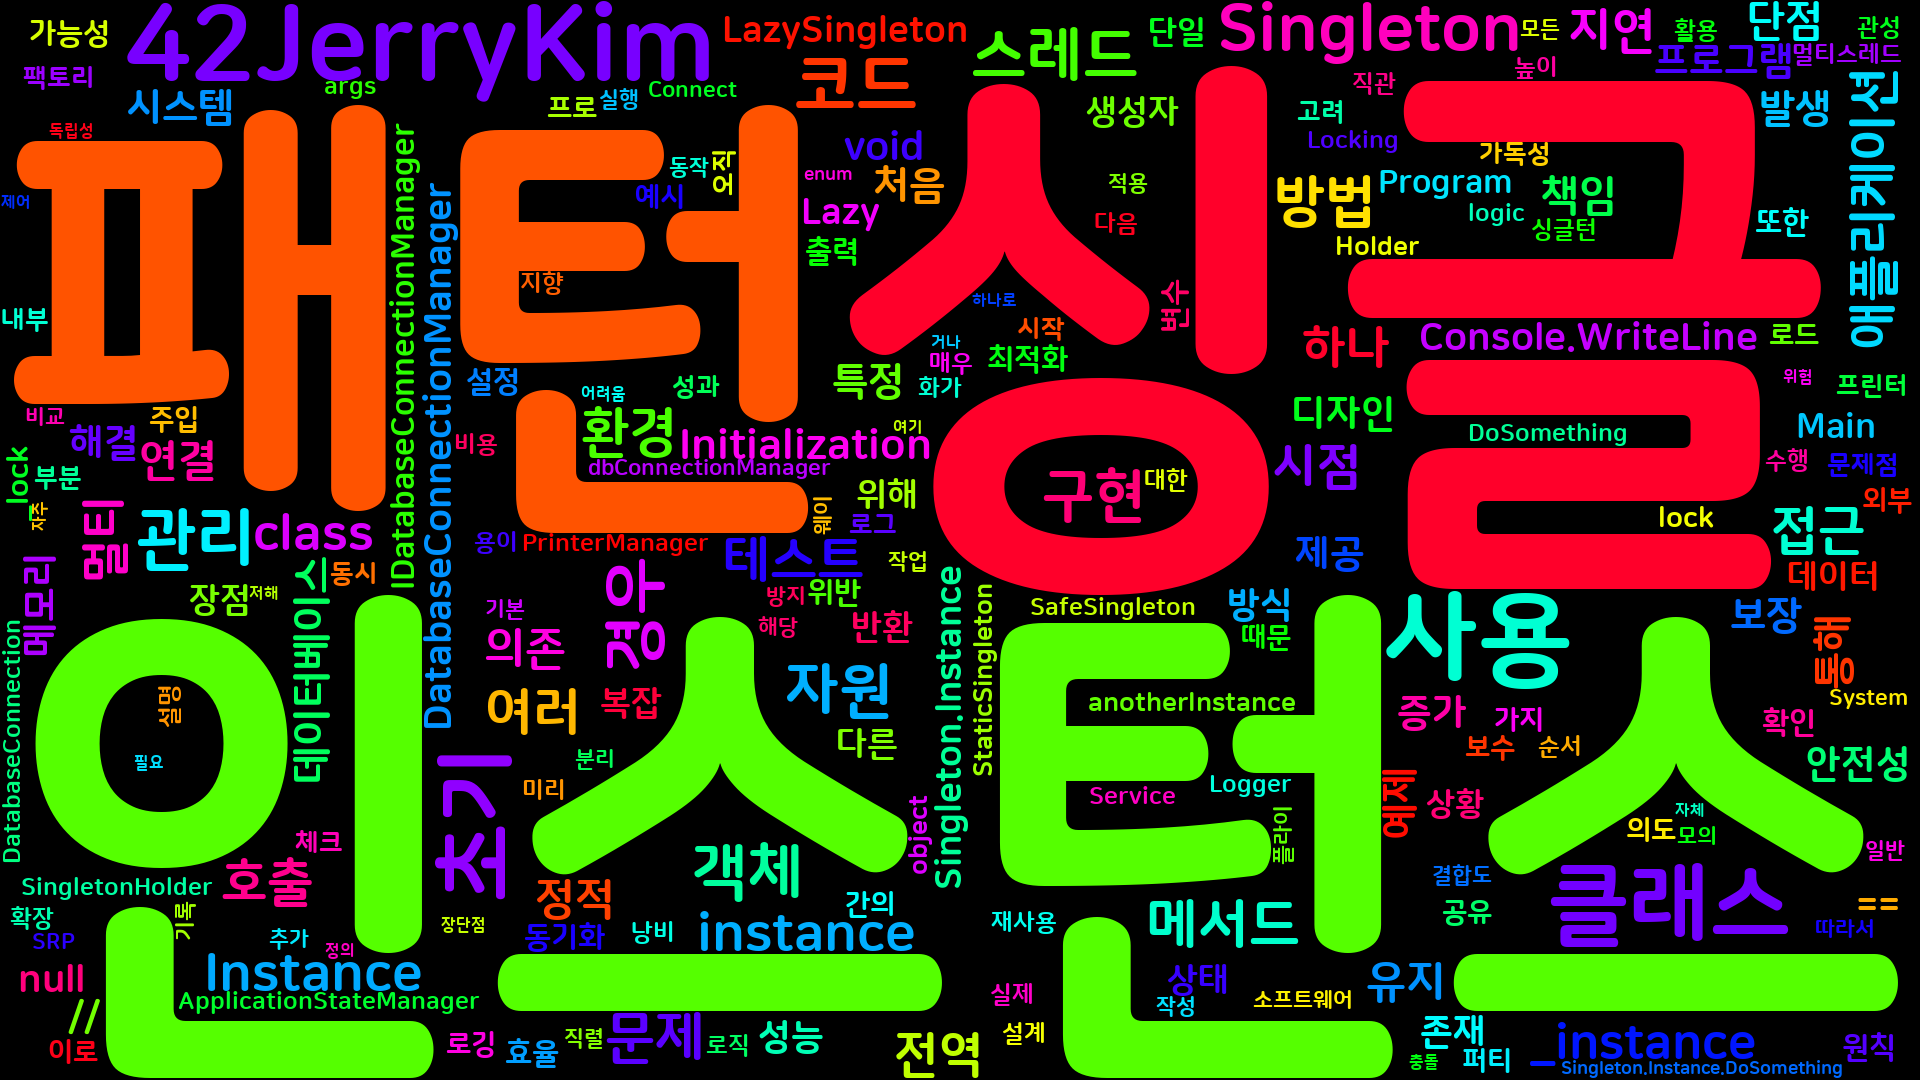 가능성
42JerryKim
LazySingleton
스레드
단일
Singleton
모든
지연
활용
단점
관성
팩토리
시스템
args
프로
실행
Connect
코드
생성자
높이
직관
프로그램
멀티스레드
발생
애플리케이션
독립성
제어
패턴
IDatabaseConnectionManager
DatabaseConnectionManager
동작
예시
오직
void
enum
Lazy
처음
출력
적용
다음
고려
Locking
가독성
방법
Program
logic
책임
싱글턴
Holder
또한
싱글톤
내부
지향
하나로
시작
변수
거나
매우
최적화
하나
Console.WriteLine
로드
비교
주입
해결
연결
설정
어려움
성과
특정
화가
위험
프린터
환경
Initialization
여기
비용
dbConnectionManager
디자인
DoSomething
Main
시점
수행
문제점
lock
부분
자주
멀티
관리
class
용이
PrinterManager
웨이
위해
로그
테스트
구현
대한
제공
lock
접근
외부
데이터
메모리
장점
저해
동시
데이터베이스
기본
의존
경우
방지
위반
작업
해당
반환
Singleton.Instance
StaticSingleton
SafeSingleton
방식
때문
사용
보장
통해
인스턴스
DatabaseConnection
설명
필요
여러
복잡
자원
다른
분리
미리
초기
anotherInstance
Service
Logger
플라이
증가
가지
보수
순서
System
확인
안전성
예제
상황
자체
의도
모의
일반
체크
SingletonHolder
호출
확장
기록
SRP
추가
정의
null
Instance
ApplicationStateManager
//
이로
객체
object
정적
장단점
동기화
낭비
instance
간의
재사용
메서드
결합도
공유
클래스
==
따라서
로깅
효율
직렬
문제
로직
성능
전역
실제
설계
상태
작성
소프트웨어
유지
존재
충돌
퍼티
_instance
Singleton.Instance.DoSomething
원칙